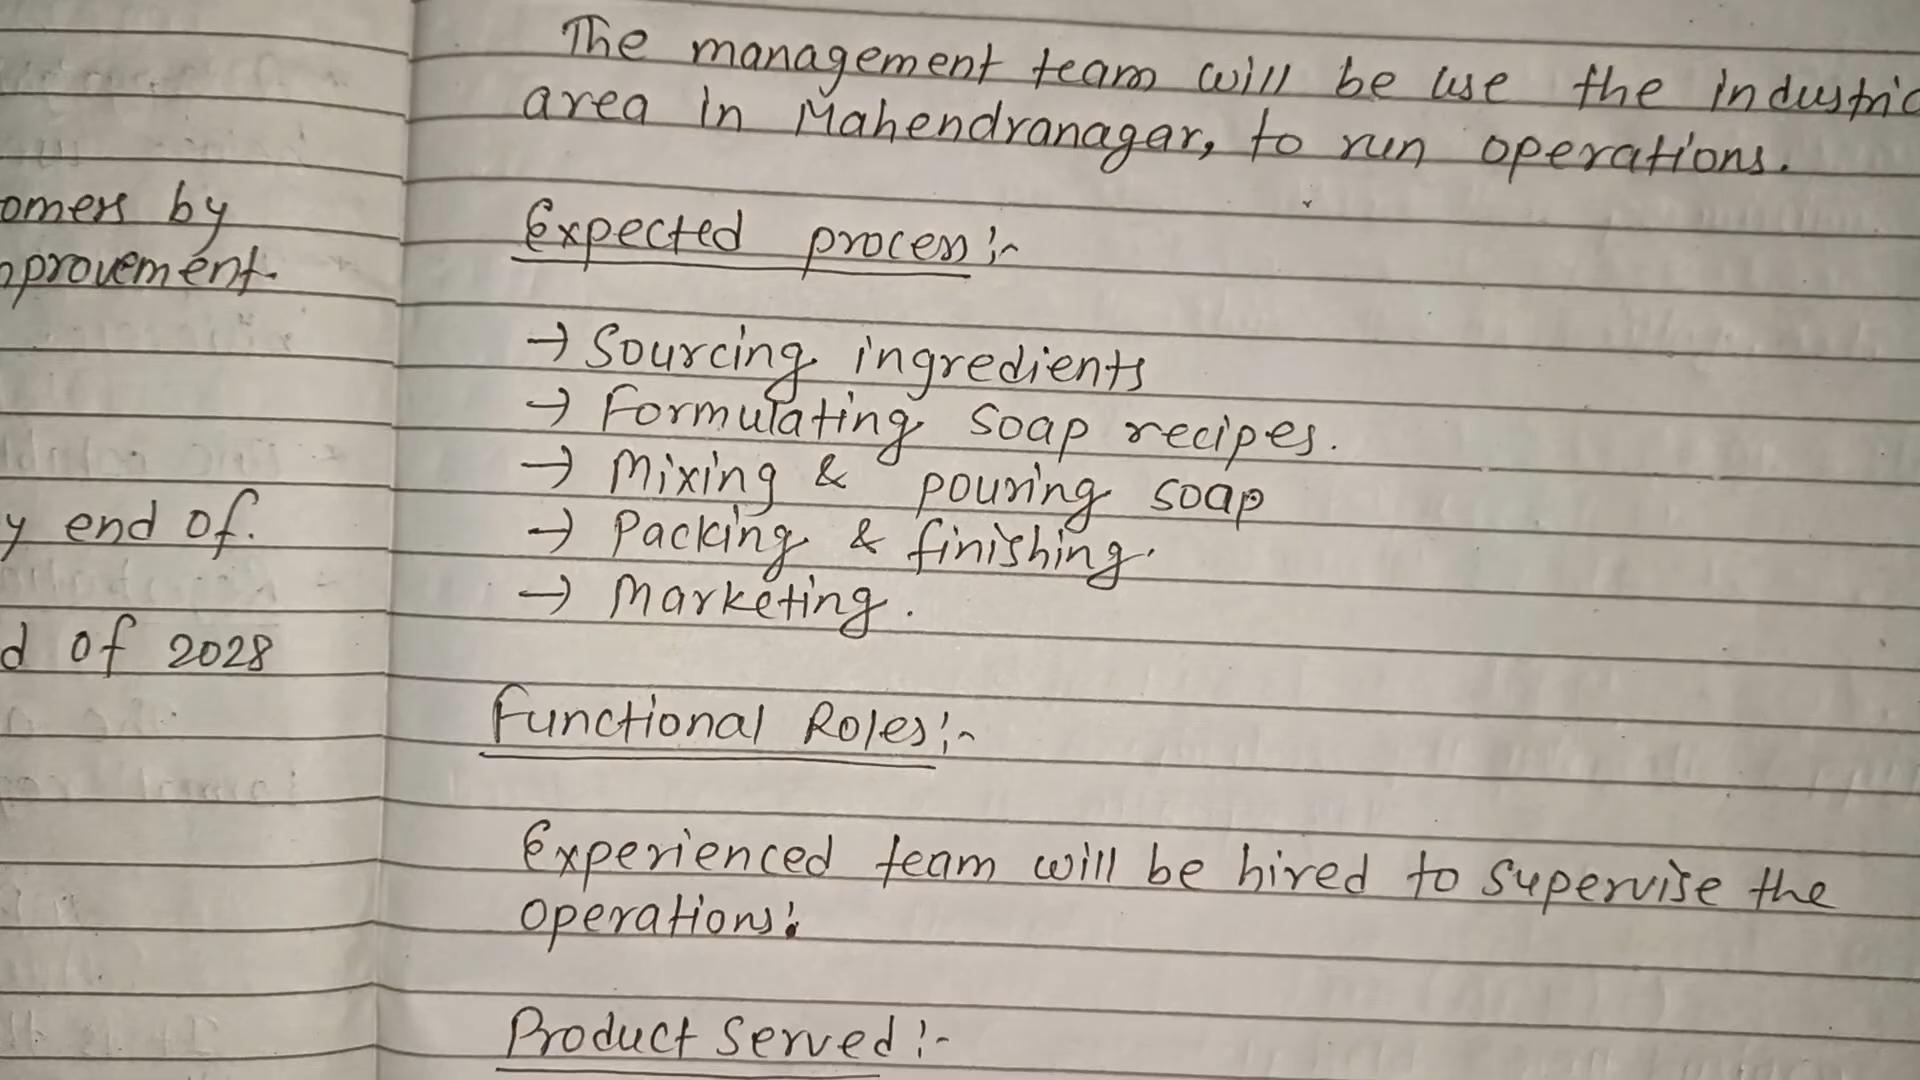 omers by
provement.
y end of.
d of 2028
The management team will be use the industri
area in Mahendranagar, to run operations.
Expected process:-
→ Sourcing ingredients
→ Formulating soap recipes.
→ Mixing & pouring soap
→ Packing & finishing.
→ Marketing.
Functional Roles:-
Experienced team will be hired to supervise the
operations.
Product Served:-